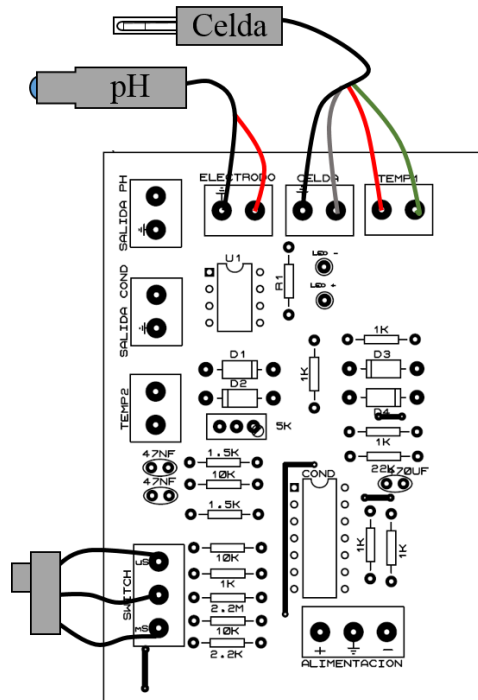 Celda
pH
ELECTRODO
CELDA
TEMP1
SALIDA PH
U1
LED -
R1
LED +
SALIDA COND
1K
D1
D3
1K
D2
D4
TEMP2
5K
1K
47NF
1.5K
22K
470UF
10K
COND
47NF
1.5K
uS
10K
1K
1K
1K
SWITCH
2.2M
mS
10K
2.2K
+
-
ALIMENTACION